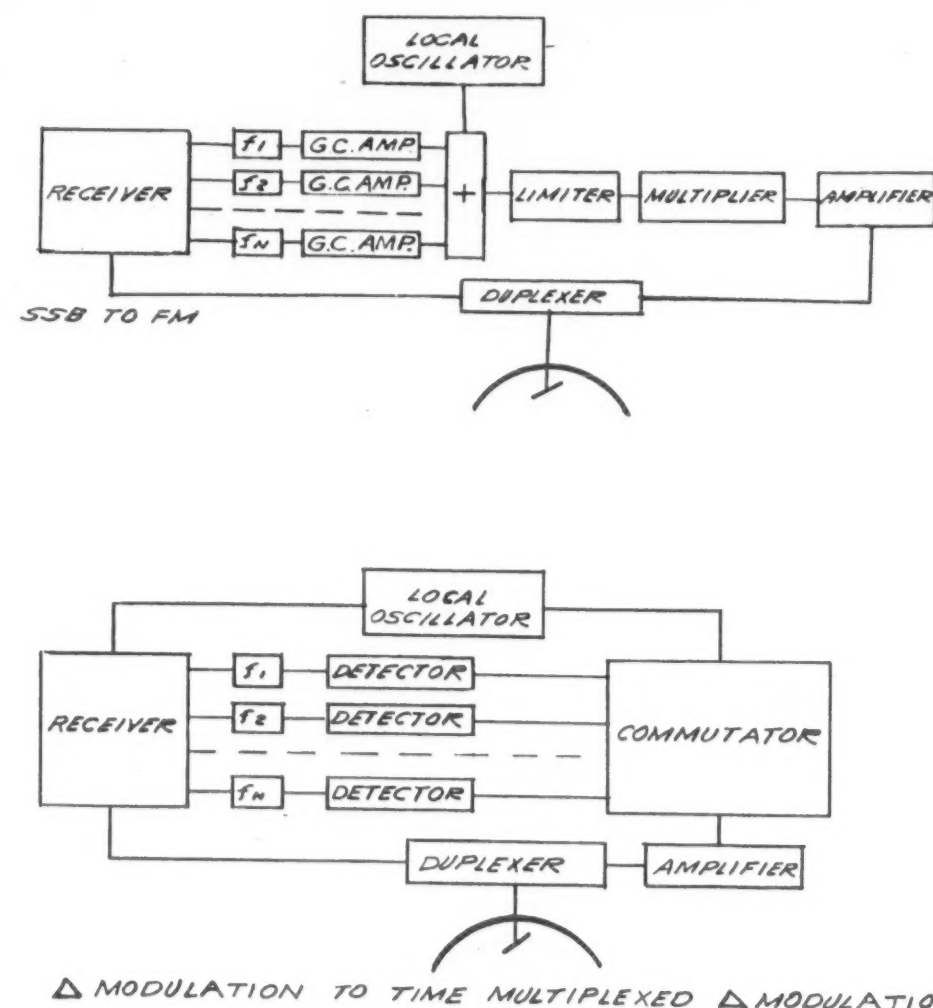 LOCAL
OSCILLATOR
RECEIVER
f1
G.C. AMP.
f2
G.C. AMP.
fN
G.C. AMP.
+
LIMITER
MULTIPLIER
AMPLIFIER
DUPLEXER
SSB TO FM
LOCAL
OSCILLATOR
RECEIVER
f1
DETECTOR
f2
DETECTOR
fN
DETECTOR
COMMUTATOR
DUPLEXER
AMPLIFIER
Δ MODULATION TO TIME MULTIPLEXED Δ MODULATIO